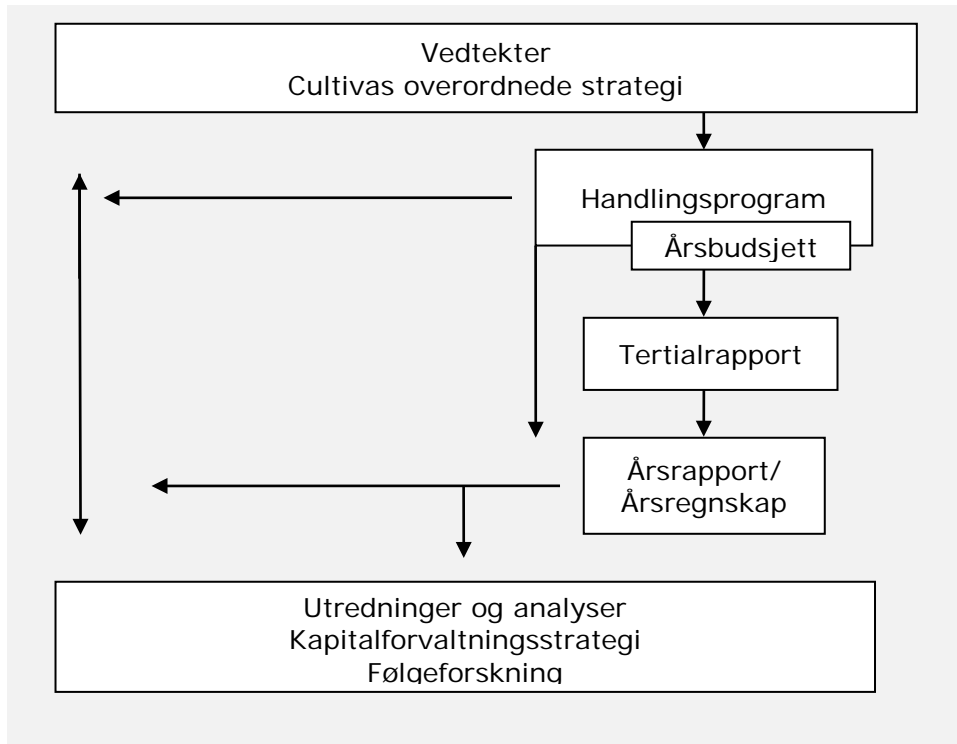 Vedtekter
Cultivas overordnede strategi
Handlingsprogram
Årsbudsjett
Tertialrapport
Årsrapport/
Årsregnskap
Utredninger og analyser
Kapitalforvaltningsstrategi
Følgeforskning